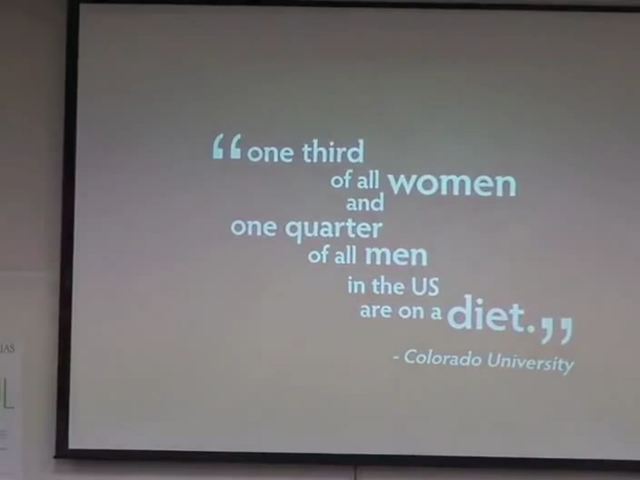 “one third
of all women
and
one quarter
of all men
in the US
are on a diet.”
- Colorado University
IAS